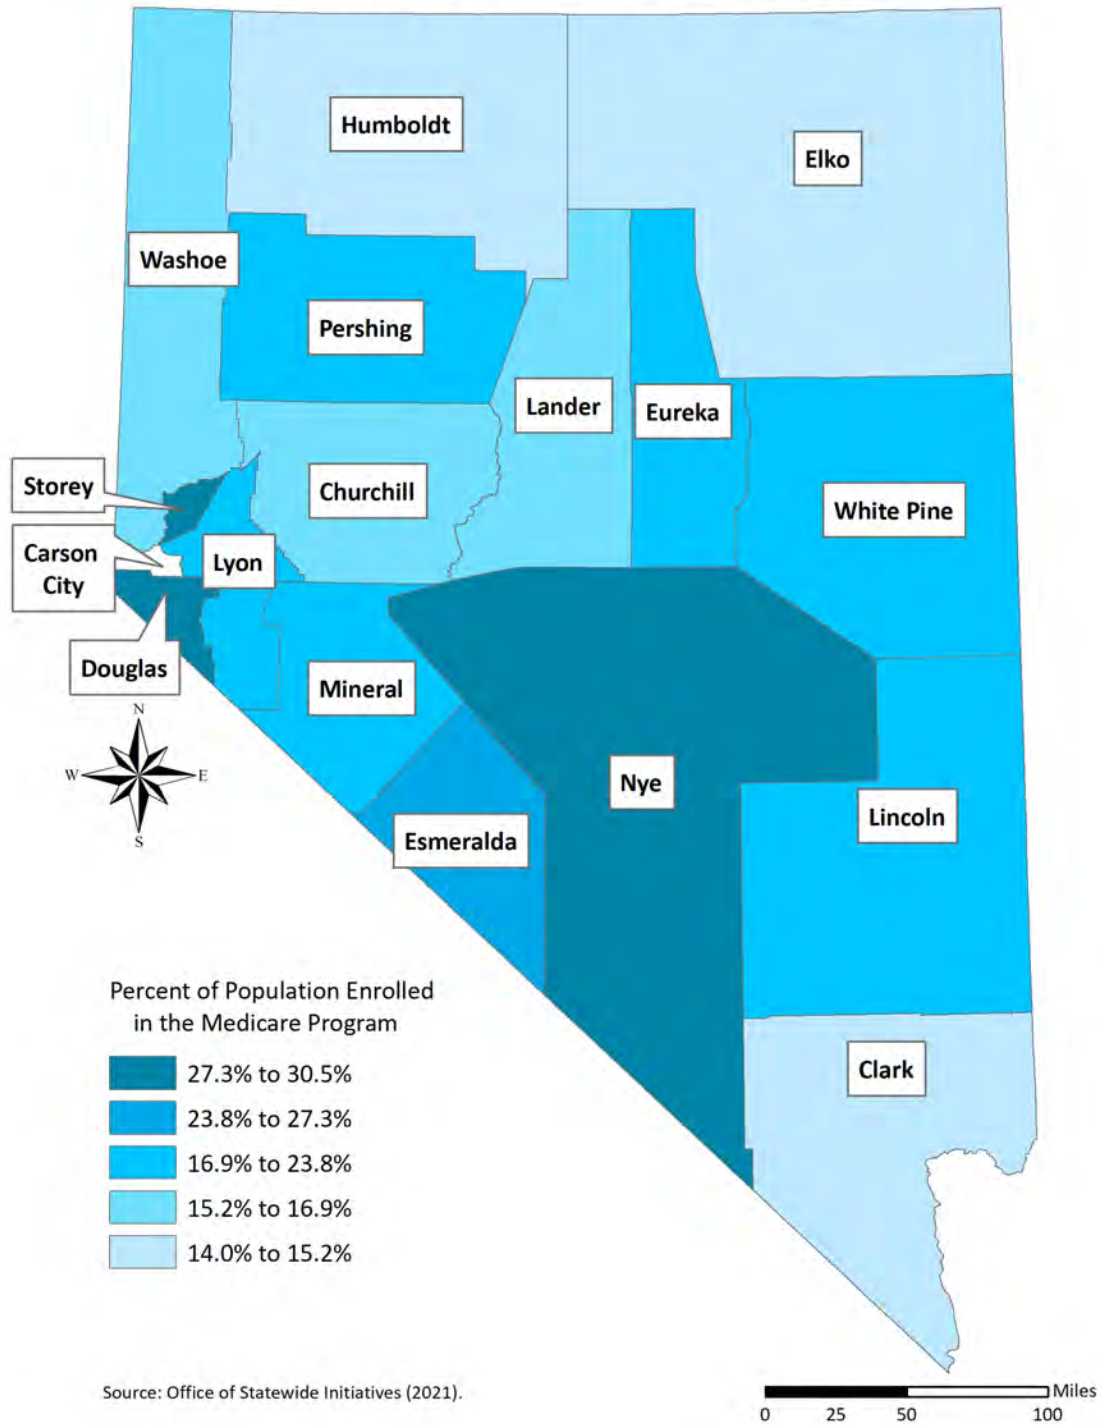 Humboldt
Elko
Washoe
Pershing
Lander
Eureka
Storey
Churchill
White Pine
Carson
City
Lyon
Douglas
Mineral
N
W
E
S
Nye
Lincoln
Esmeralda
Percent of Population Enrolled
in the Medicare Program
27.3% to 30.5%
23.8% to 27.3%
16.9% to 23.8%
15.2% to 16.9%
14.0% to 15.2%
Clark
Source: Office of Statewide Initiatives (2021).
Miles
0 25 50 100